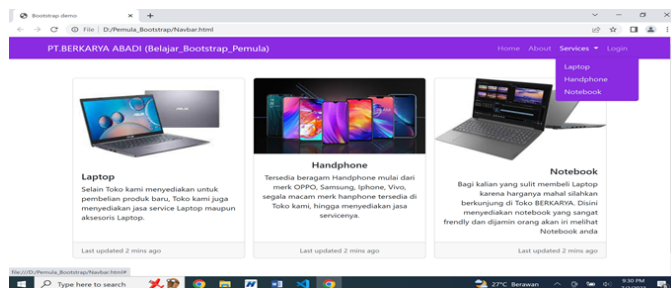 Bootstrap demo
File D:/Pemula_Bootstrap/Navbar.html
PT.BERKARYA ABADI (Belajar_Bootstrap_Pemula)
Home About Services Login
Laptop
Handphone
Notebook
ASUS
Laptop
Selain Toko kami menyediakan untuk
pembelian produk baru, Toko kami juga
menyediakan jasa service Laptop maupun
aksesoris Laptop.
Last updated 2 mins ago
Handphone
Tersedia beragam Handphone mulai dari
merk OPPO, Samsung, Iphone, Vivo,
segala macam merk hanphone tersedia di
Toko kami, hingga menyediakan jasa
servicenya.
Last updated 2 mins ago
Notebook
Bagi kalian yang sulit membeli Laptop
karena harganya mahal silahkan
berkunjung di Toko BERKARYA. Disini
menyediakan notebook yang sangat
frendly dan dijamin orang akan iri melihat
Notebook anda
Last updated 2 mins ago
file:///D:/Pemula_Bootstrap/Navbar.html#
Type here to search
27°C Berawan
9:30 PM